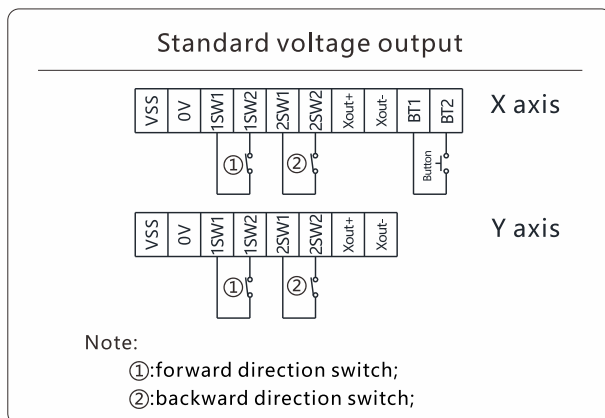 Standard voltage output
VSS 0V 1SW1 1SW2 2SW1 2SW2 Xout+ Xout- BT1 BT2 X axis
① ② Button
VSS 0V 1SW1 1SW2 2SW1 2SW2 Xout+ Xout- Y axis
① ②
Note:
①:forward direction switch;
②:backward direction switch;